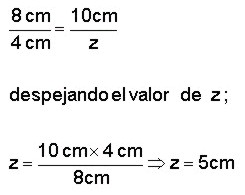 8 cm / 4 cm = 10cm / z
despejando el valor de z ;
z = 10 cm × 4 cm / 8cm ⇒ z = 5cm